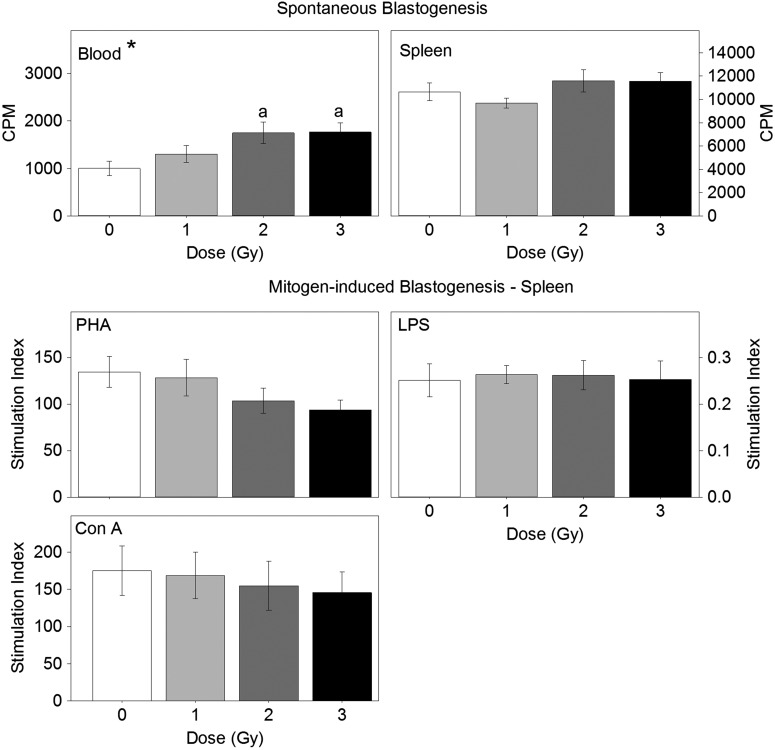 Spontaneous Blastogenesis
Blood *
3000
2000
1000
0
CPM
a a
0 1 2 3
Dose (Gy)
Spleen
14000
12000
10000
8000
6000
4000
2000
0
CPM
0 1 2 3
Dose (Gy)
Mitogen-induced Blastogenesis - Spleen
PHA
150
100
50
0
Stimulation Index
LPS
0.3
0.2
0.1
0.0
Stimulation Index
0 1 2 3
Dose (Gy)
Con A
200
150
100
50
0
Stimulation Index
0 1 2 3
Dose (Gy)